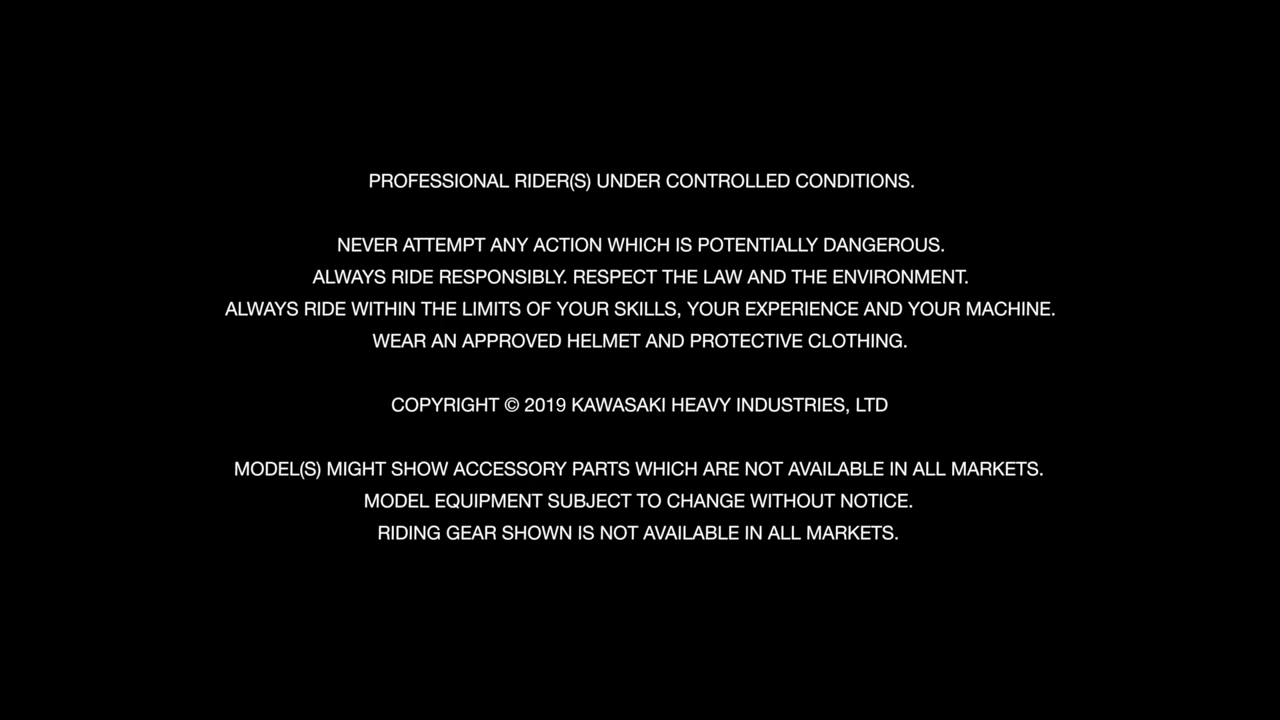 PROFESSIONAL RIDER(S) UNDER CONTROLLED CONDITIONS.
NEVER ATTEMPT ANY ACTION WHICH IS POTENTIALLY DANGEROUS.
ALWAYS RIDE RESPONSIBLY. RESPECT THE LAW AND THE ENVIRONMENT.
ALWAYS RIDE WITHIN THE LIMITS OF YOUR SKILLS, YOUR EXPERIENCE AND YOUR MACHINE.
WEAR AN APPROVED HELMET AND PROTECTIVE CLOTHING.
COPYRIGHT © 2019 KAWASAKI HEAVY INDUSTRIES, LTD
MODEL(S) MIGHT SHOW ACCESSORY PARTS WHICH ARE NOT AVAILABLE IN ALL MARKETS.
MODEL EQUIPMENT SUBJECT TO CHANGE WITHOUT NOTICE.
RIDING GEAR SHOWN IS NOT AVAILABLE IN ALL MARKETS.